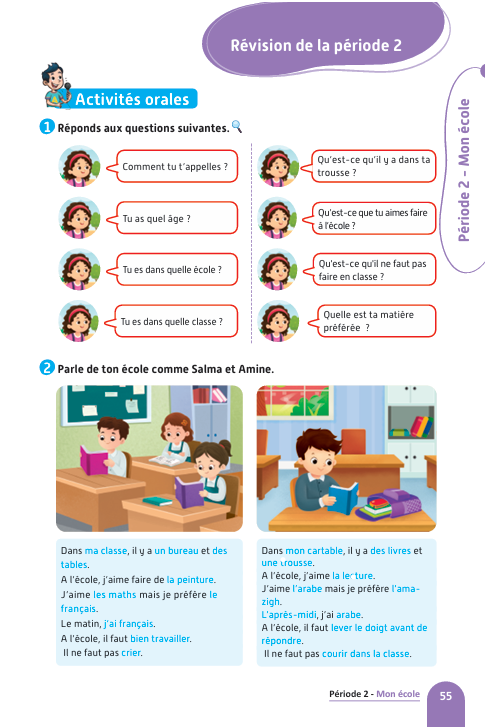 Révision de la période 2
Période 2 - Mon école
Activités orales
1 Réponds aux questions suivantes.
Comment tu t'appelles ?
Tu as quel âge ?
Tu es dans quelle école ?
Tu es dans quelle classe ?
Qu'est-ce qu'il y a dans ta
trousse ?
Qu'est-ce que tu aimes faire
à l'école ?
Qu'est-ce qu'il ne faut pas
faire en classe ?
Quelle est ta matière
préférée ?
2 Parle de ton école comme Salma et Amine.
Dans ma classe, il y a un bureau et des
tables.
A l'école, j'aime faire de la peinture.
J'aime les maths mais je préfère le
français.
Le matin, j'ai français.
A l'école, il faut bien travailler.
Il ne faut pas crier.
Dans mon cartable, il y a des livres et
une trousse.
A l'école, j'aime la lecture.
J'aime l'arabe mais je préfère l'ama-
zigh.
L'après-midi, j'ai arabe.
A l'école, il faut lever le doigt avant de
répondre.
Il ne faut pas courir dans la classe.
Période 2 - Mon école
55